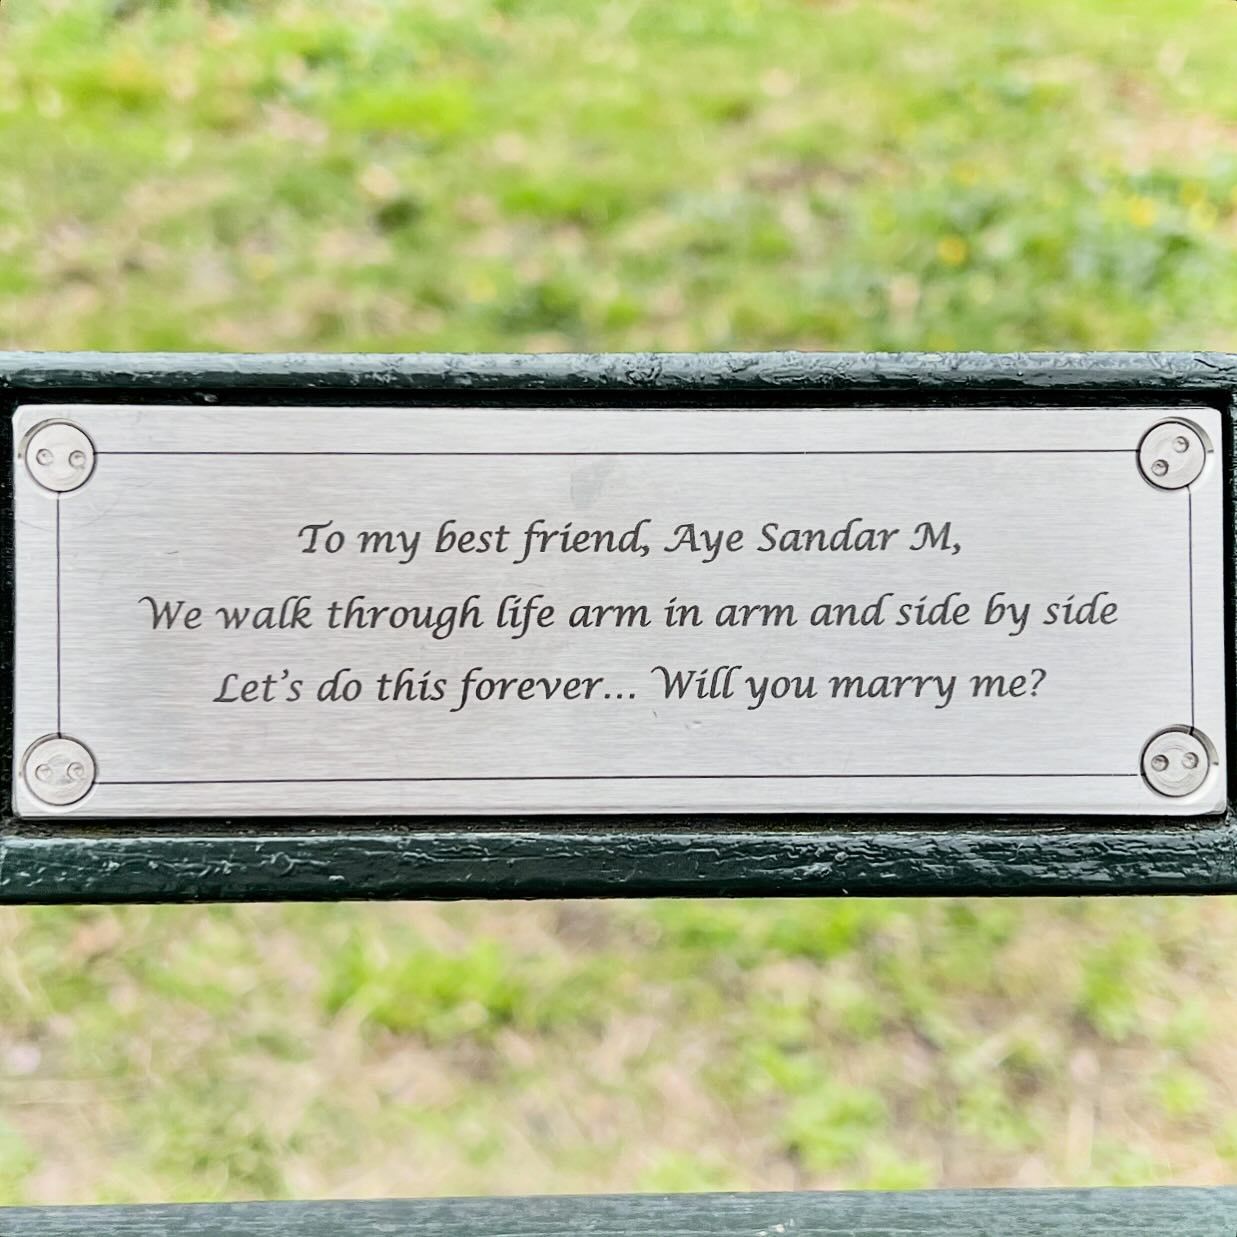 To my best friend, Aye Sandar M,
We walk through life arm in arm and side by side
Let’s do this forever... Will you marry me?